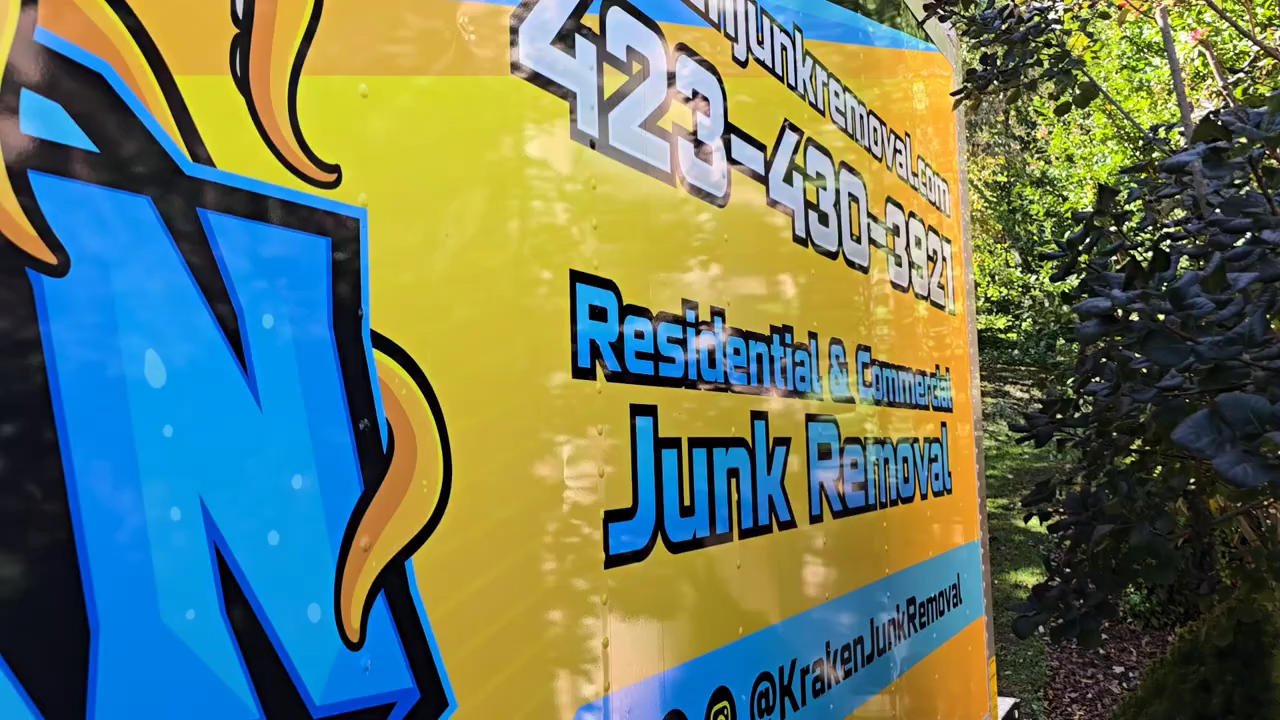 junkremoval.com
423-430-3921
N
Residential & Commercial
Junk Removal
@KrakenJunkRemoval